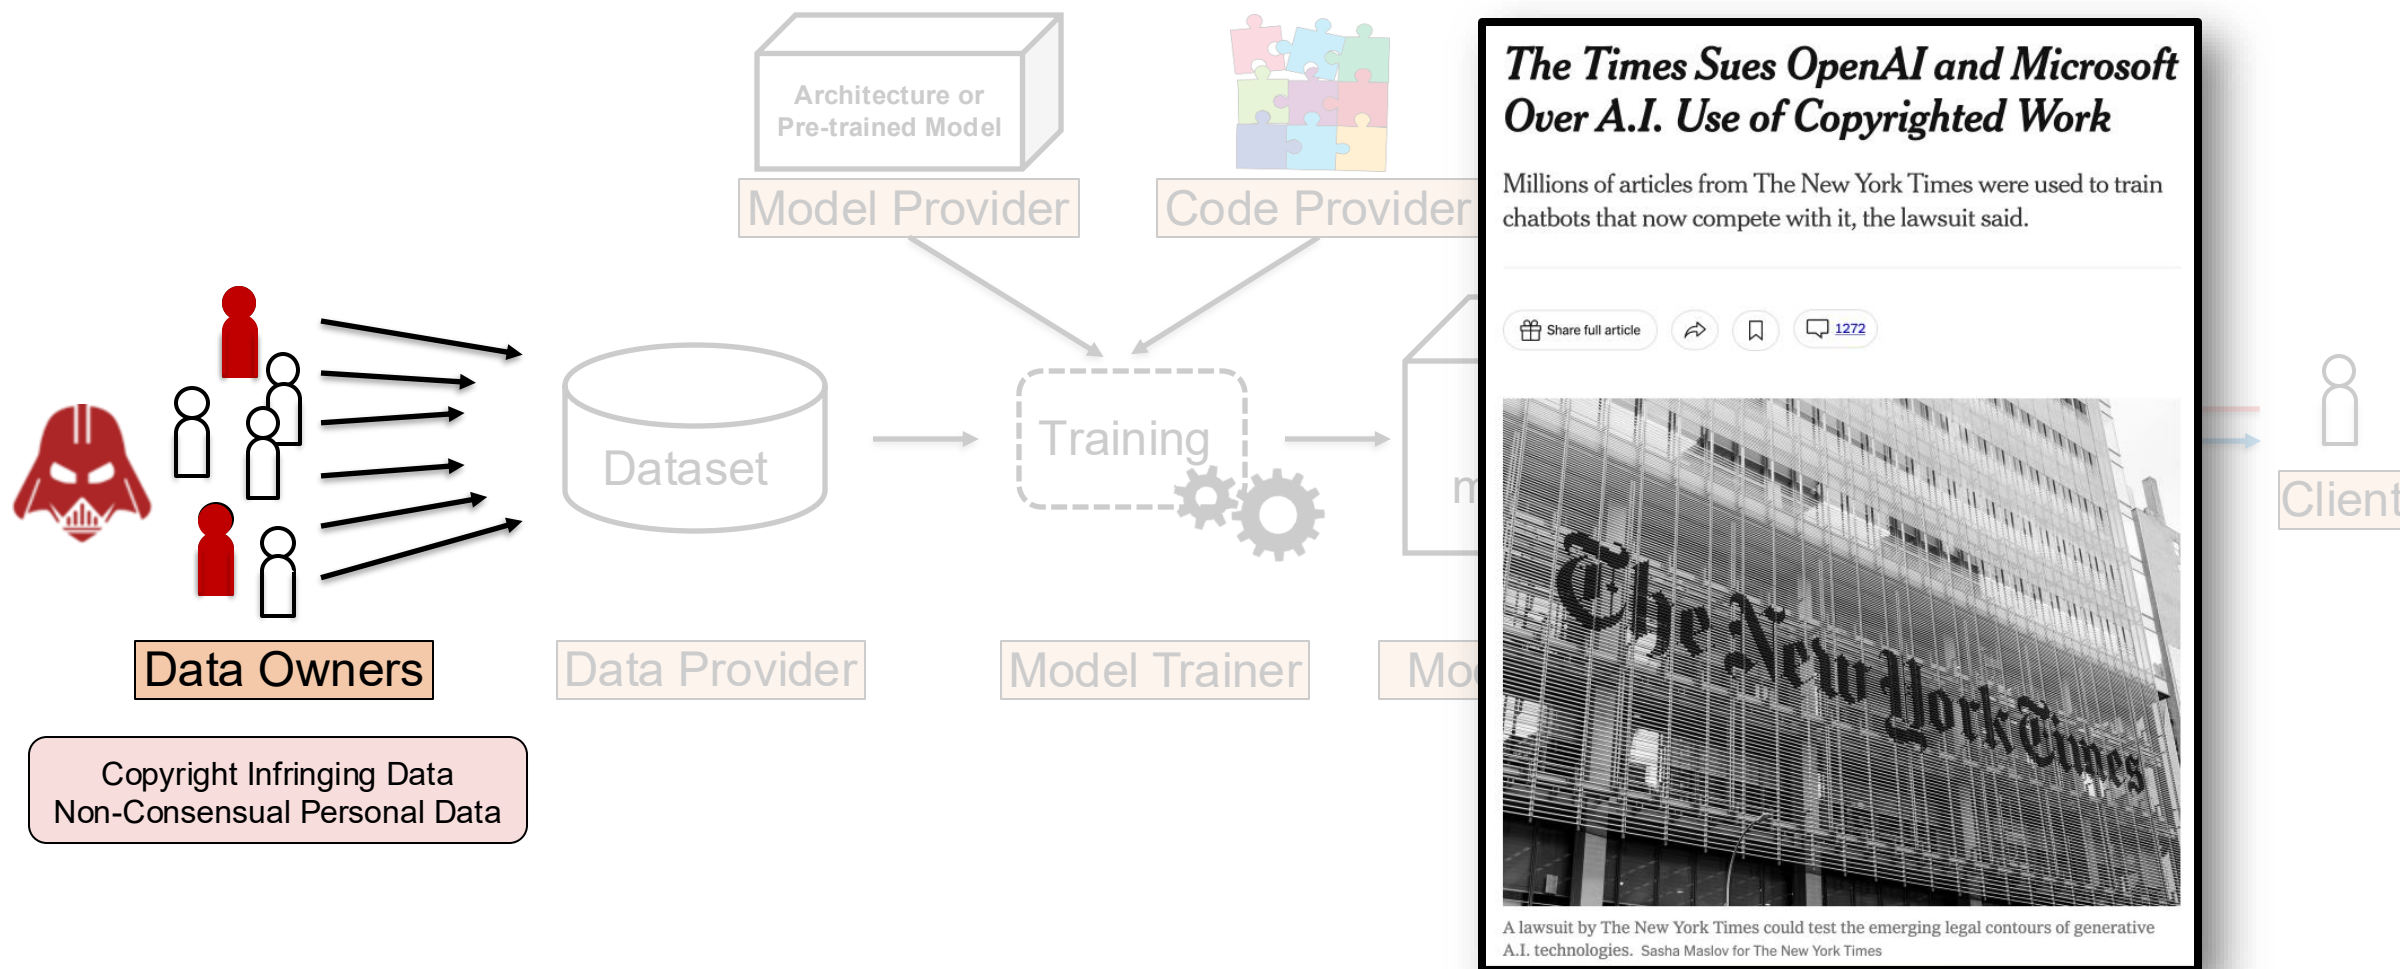 Architecture or
Pre-trained Model
Model Provider
Code Provider
Dataset
Training
m
Data Owners
Data Provider
Model Trainer
Mod
Client
Copyright Infringing Data
Non-Consensual Personal Data
The Times Sues OpenAI and Microsoft
Over A.I. Use of Copyrighted Work
Millions of articles from The New York Times were used to train
chatbots that now compete with it, the lawsuit said.
Share full article
1272
The New York Times
A lawsuit by The New York Times could test the emerging legal contours of generative
A.I. technologies. Sasha Maslov for The New York Times